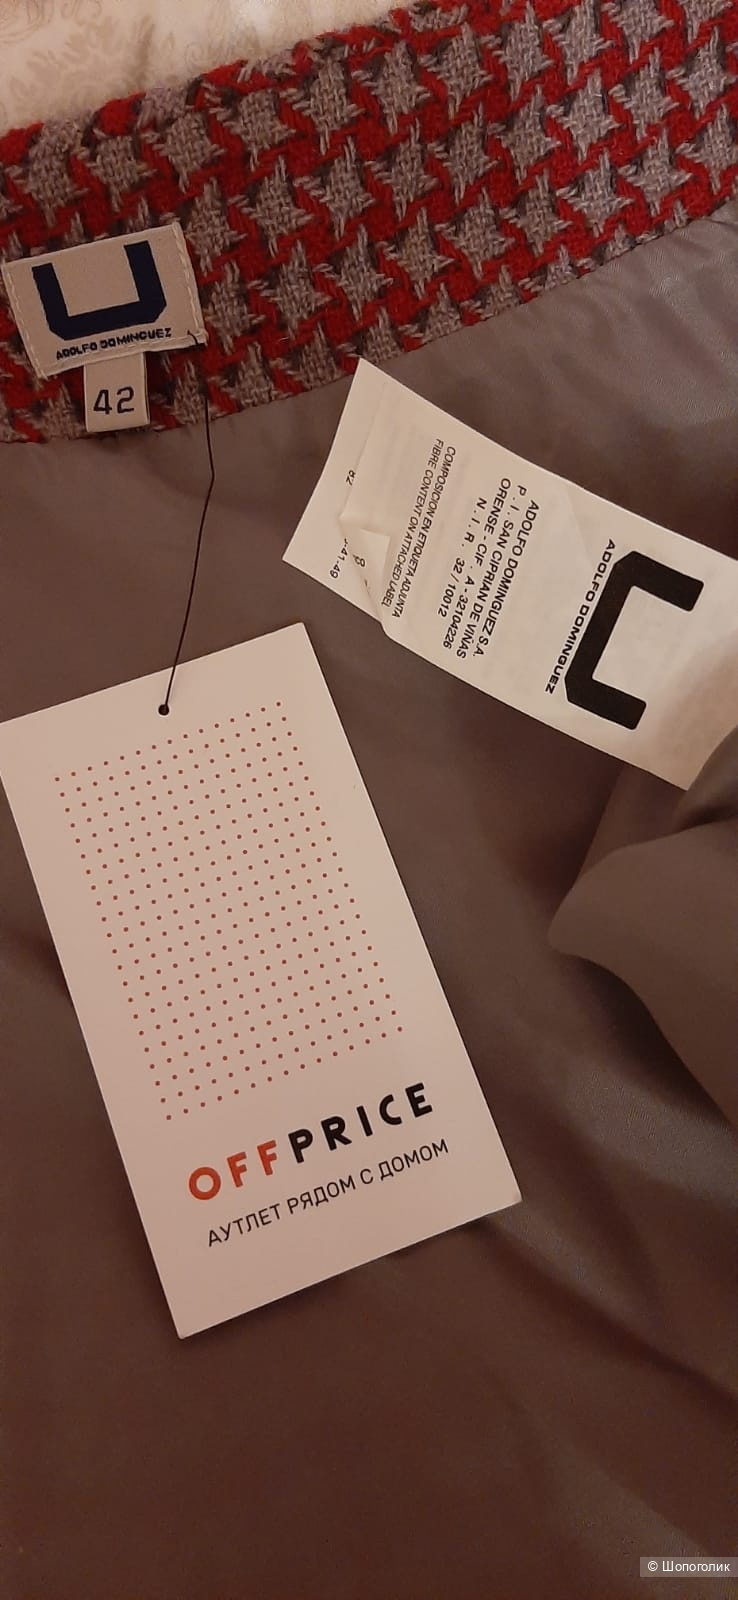 ADOLFO DOMINGUEZ
42
ADOLFO DOMINGUEZ
ADOLFO DOMINGUEZ S.A.
P. I. SAN CIPRIAN DE VIÑAS
ORENSE - CIF. A - 32104226
N. I. R. 32 / 10012
COMPOSICION EN ETIQUETA ADJUNTA
FIBRE CONTENT ON ATTACHED LABEL
OFFPRICE
АУТЛЕТ РЯДОМ С ДОМОМ
© Шопоголик